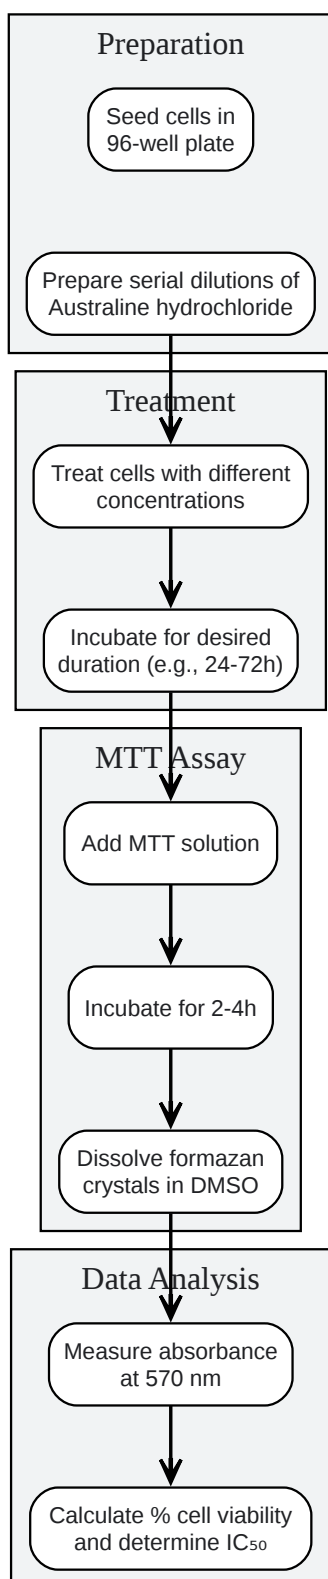 Preparation
Seed cells in
96-well plate
Prepare serial dilutions of
Australine hydrochloride
Treatment
Treat cells with different
concentrations
Incubate for desired
duration (e.g., 24-72h)
MTT Assay
Add MTT solution
Incubate for 2-4h
Dissolve formazan
crystals in DMSO
Data Analysis
Measure absorbance
at 570 nm
Calculate % cell viability
and determine IC₅₀